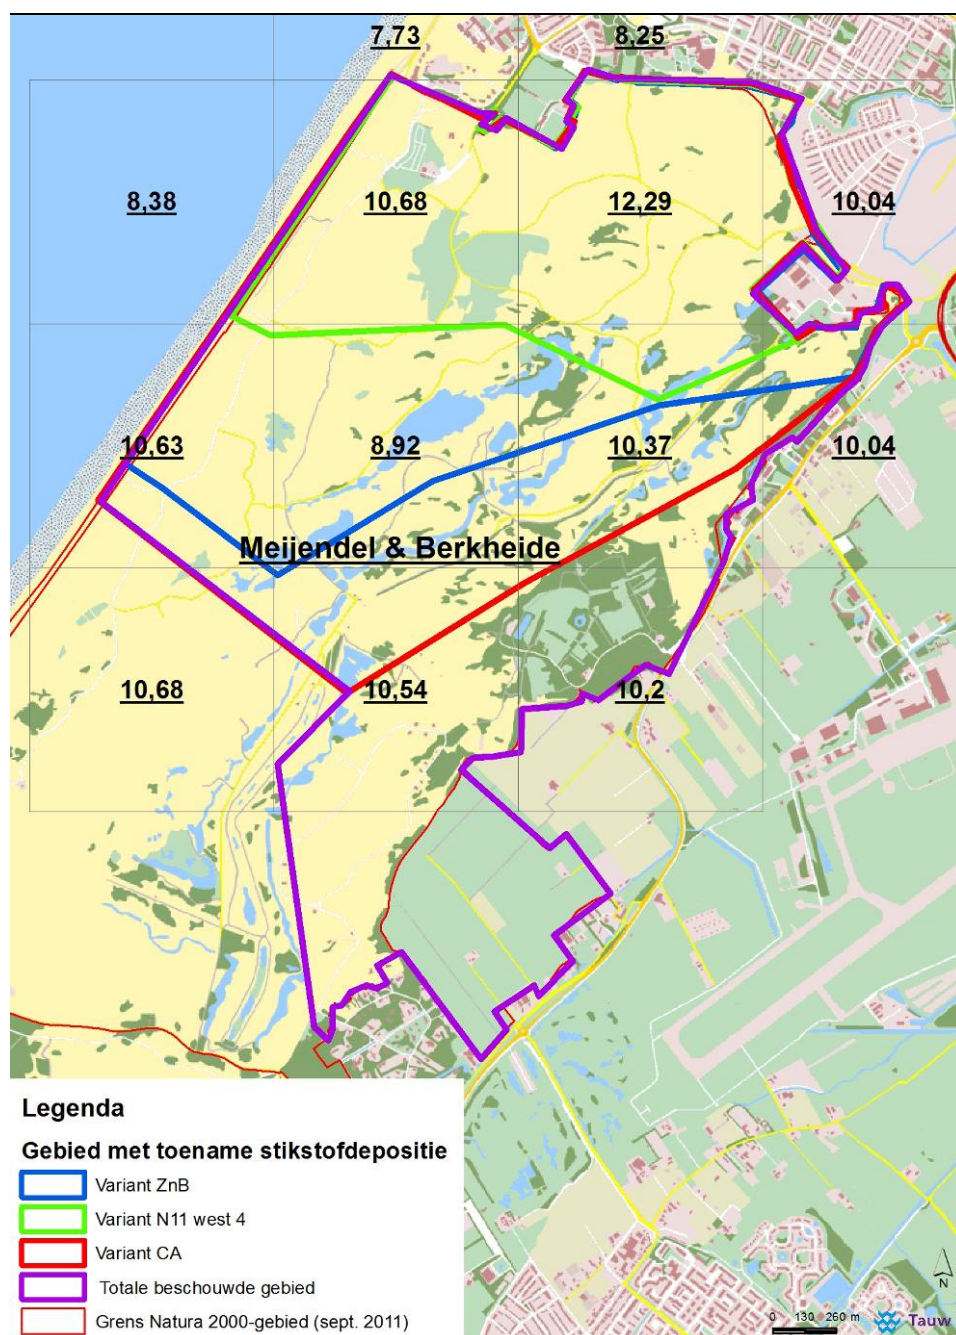 7,73 8,25
8,38 10,68 12,29 10,04
10,63 8,92 10,37 10,04
Meijendel & Berkheide
10,68 10,54 10,2
Legenda
Gebied met toename stikstofdepositie
Variant ZnB
Variant N11 west 4
Variant CA
Totale beschouwde gebied
Grens Natura 2000-gebied (sept. 2011)
N
0 130 260 m
Tauw